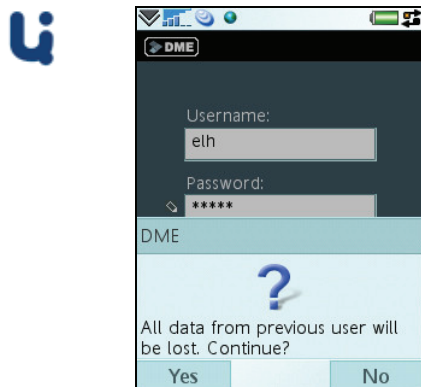 DME
Username:
elh
Password:
*****
DME
?
All data from previous user will
be lost. Continue?
Yes
No